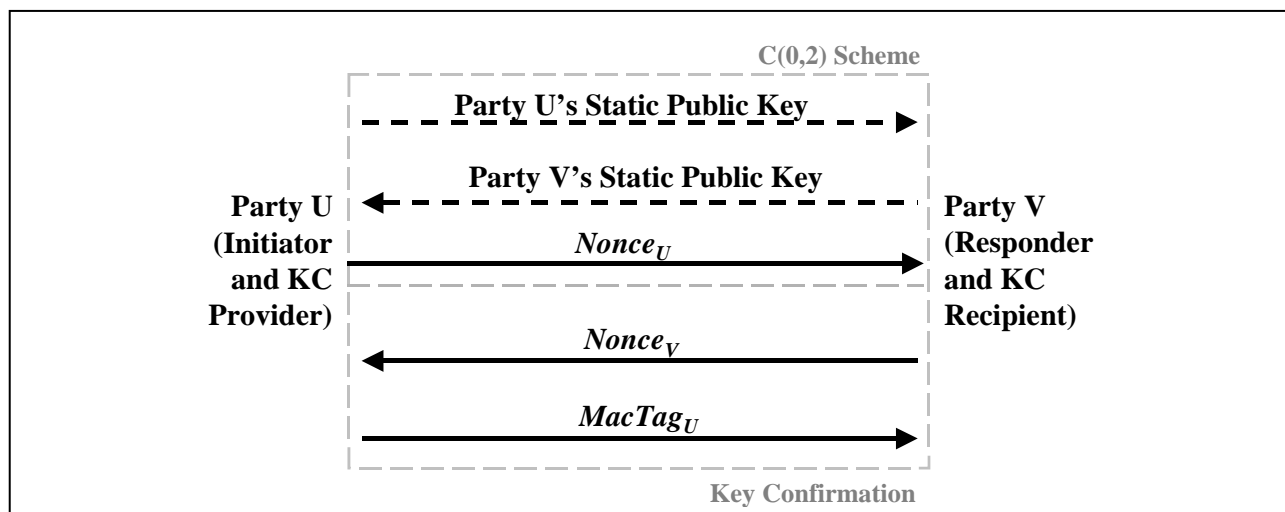 C(0,2) Scheme
Party U's Static Public Key
Party V's Static Public Key
Party U
(Initiator
and KC
Provider)
Nonce_U
Party V
(Responder
and KC
Recipient)
Nonce_V
MacTag_U
Key Confirmation